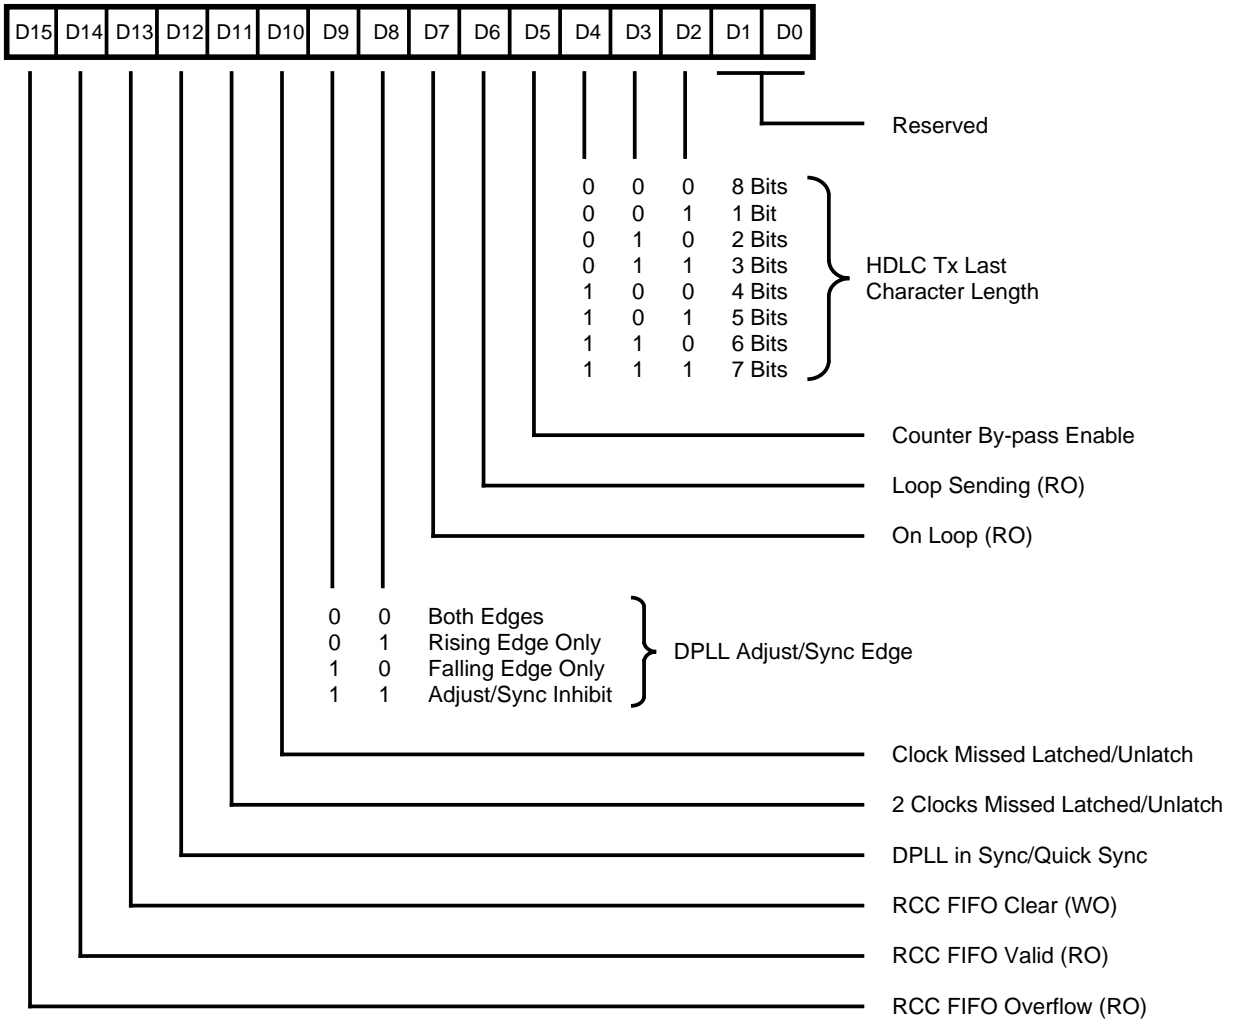 D15 D14 D13 D12 D11 D10 D9 D8 D7 D6 D5 D4 D3 D2 D1 D0
Reserved
0 0 0 8 Bits
0 0 1 1 Bit
0 1 0 2 Bits
0 1 1 3 Bits
1 0 0 4 Bits
1 0 1 5 Bits
1 1 0 6 Bits
1 1 1 7 Bits
HDLC Tx Last
Character Length
Counter By-pass Enable
Loop Sending (RO)
On Loop (RO)
0 0 Both Edges
0 1 Rising Edge Only
1 0 Falling Edge Only
1 1 Adjust/Sync Inhibit
DPLL Adjust/Sync Edge
Clock Missed Latched/Unlatch
2 Clocks Missed Latched/Unlatch
DPLL in Sync/Quick Sync
RCC FIFO Clear (WO)
RCC FIFO Valid (RO)
RCC FIFO Overflow (RO)